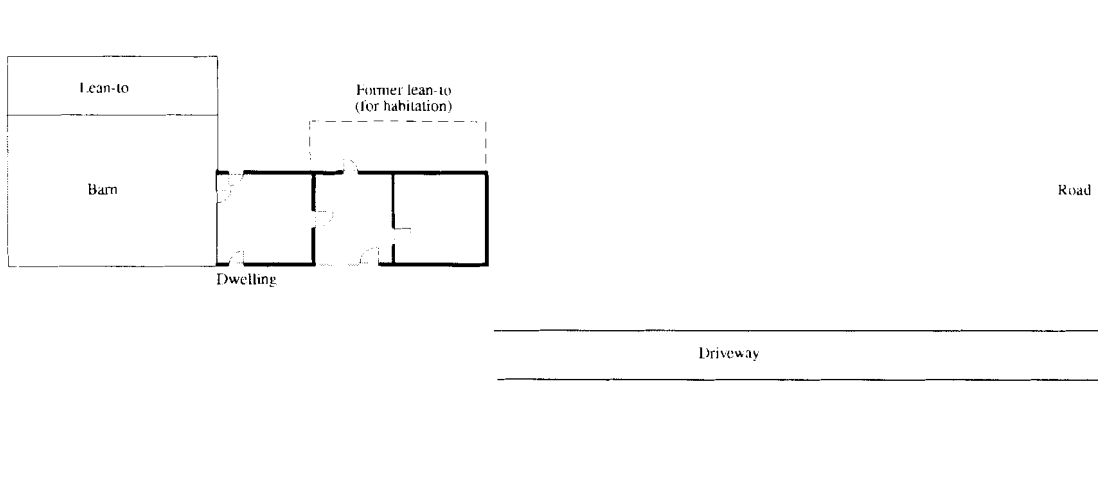 Lean-to
Former lean-to
(for habitation)
Barn
Road
Dwelling
Driveway